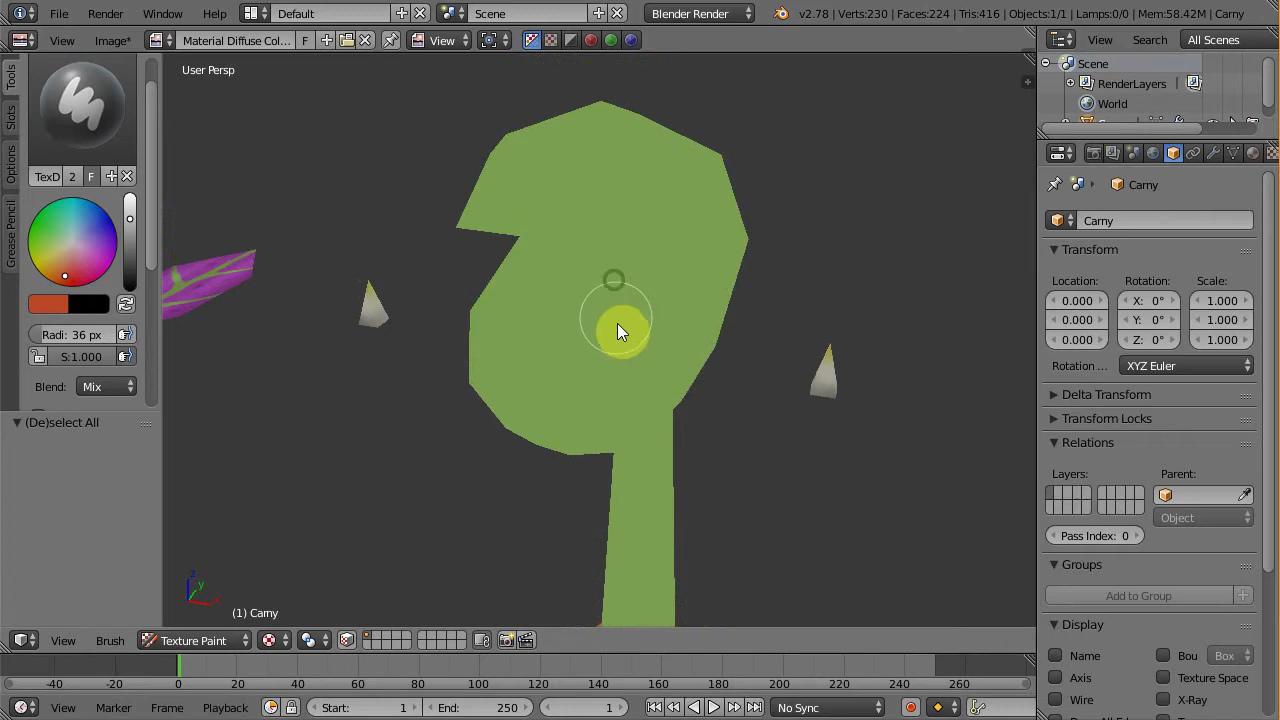 File Render Window Help Default Scene Blender Render v2.78 | Verts:230 | Faces:224 | Tris:416 | Objects:1/1 | Lamps:0/0 | Mem:58.42M | Carny
View Image* Material Diffuse Col... F View View Search All Scenes
User Persp
Scene
RenderLayers
World
Tools
Slots
Options
Grease Pencil
TexD 2 F
Radi: 36 px
S:1.000
Blend: Mix
(De)select All
Carny
Carny
Transform
Location: Rotation: Scale:
0.000 X: 0° 1.000
0.000 Y: 0° 1.000
0.000 Z: 0° 1.000
Rotation ... XYZ Euler
Delta Transform
Transform Locks
Relations
Layers: Parent:
Object
Pass Index: 0
Groups
Add to Group
Display
Name Bou Box
Axis Texture Space
Wire X-Ray
z
y
x
(1) Carny
View Brush Texture Paint
-40 -20 0 20 40 60 80 100 120 140 160 180 200 220 240 260
View Marker Frame Playback Start: 1 End: 250 1 No Sync